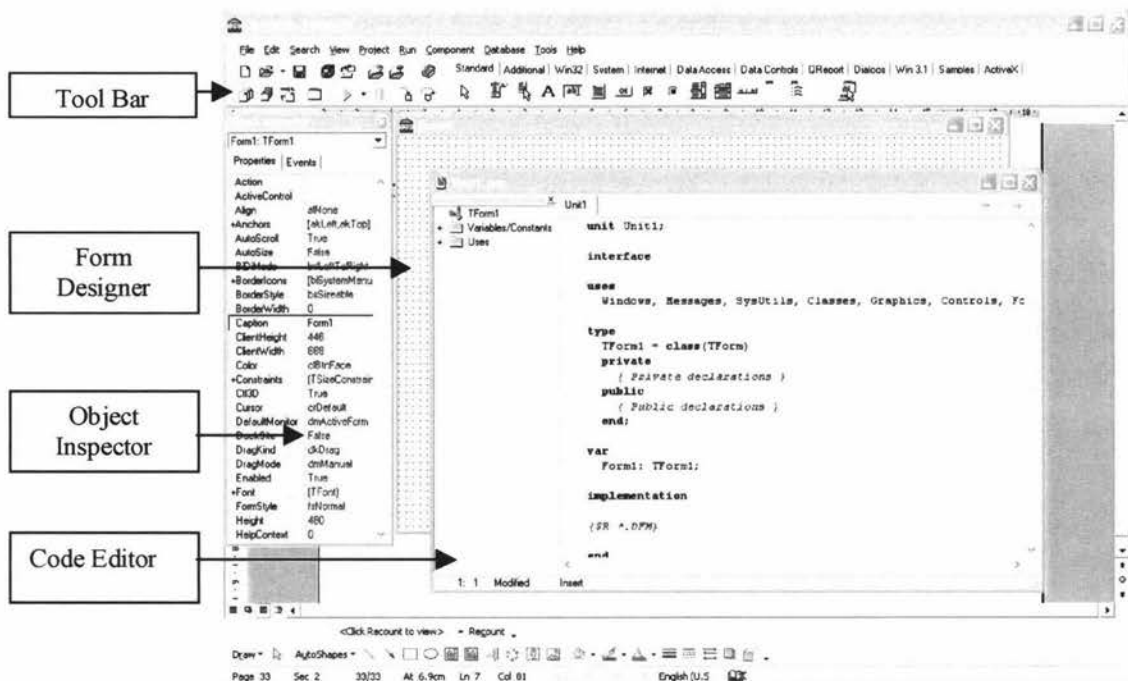 File Edit Search View Project Run Component Database Tools Help
Standard Additional Win32 System Internet Data Access Data Controls QReport Dialogs Win 3.1 Samples ActiveX
Tool Bar
Form1: TForm1
Properties Events
Action
ActiveControl
Align alNone
+Anchors [akLeft,akTop]
AutoScroll True
AutoSize False
BiDiMode bdLeftToRight
+BorderIcons [biSystemMenu
BorderStyle bsSizeable
BorderWidth 0
Caption Form1
ClientHeight 446
ClientWidth 688
Color clBtnFace
+Constraints (TSizeConstrain
Ctl3D True
Cursor crDefault
DefaultMonitor dmActiveForm
DockSite False
DragKind dkDrag
DragMode dmManual
Enabled True
+Font (TFont)
FormStyle fsNormal
Height 480
HelpContext 0
Form
Designer
Object
Inspector
Code Editor
TForm1
+ Variables/Constants
+ Uses
Unit1
unit Unit1;
interface
uses
Windows, Messages, SysUtils, Classes, Graphics, Controls, Fo
type
TForm1 = class(TForm)
private
{ Private declarations }
public
{ Public declarations }
end;
var
Form1: TForm1;
implementation
{$R *.DFM}
end
1: 1 Modified Insert
<Click Recount to view> Recount
Draw AutoShapes
Page 33 Sec 2 33/33 At 6.9cm Ln 7 Col 81 English (U.S